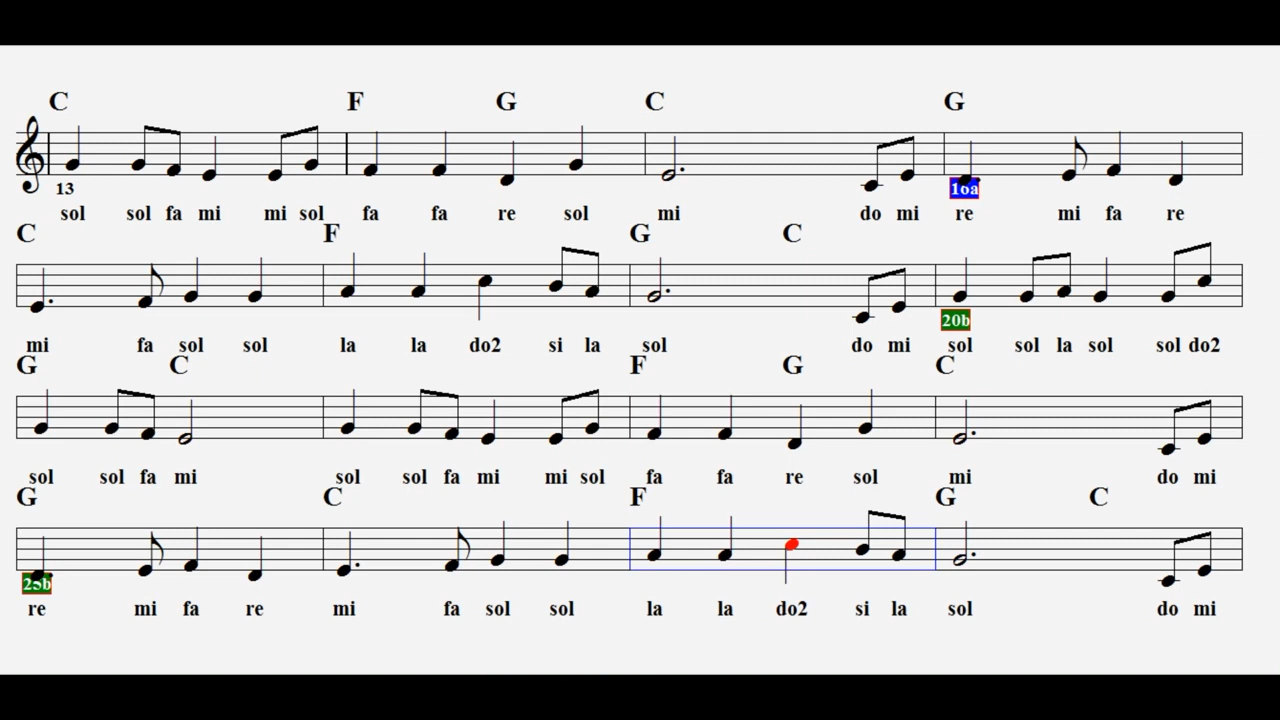 C F G C G
13 16a
sol sol fa mi mi sol fa fa re sol mi do mi re mi fa re
C F G C
20b
mi fa sol sol la la do2 si la sol do mi sol sol la sol sol do2
G C F G C
sol sol fa mi sol sol fa mi mi sol fa fa re sol mi do mi
G C F G C
25b
re mi fa re mi fa sol sol la la do2 si la sol do mi